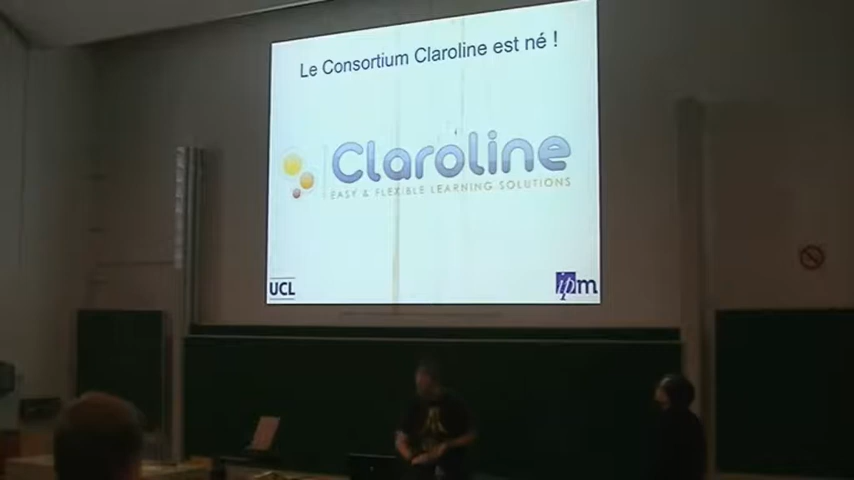 Le Consortium Claroline est né !
Claroline
EASY & FLEXIBLE LEARNING SOLUTIONS
UCL
ipm